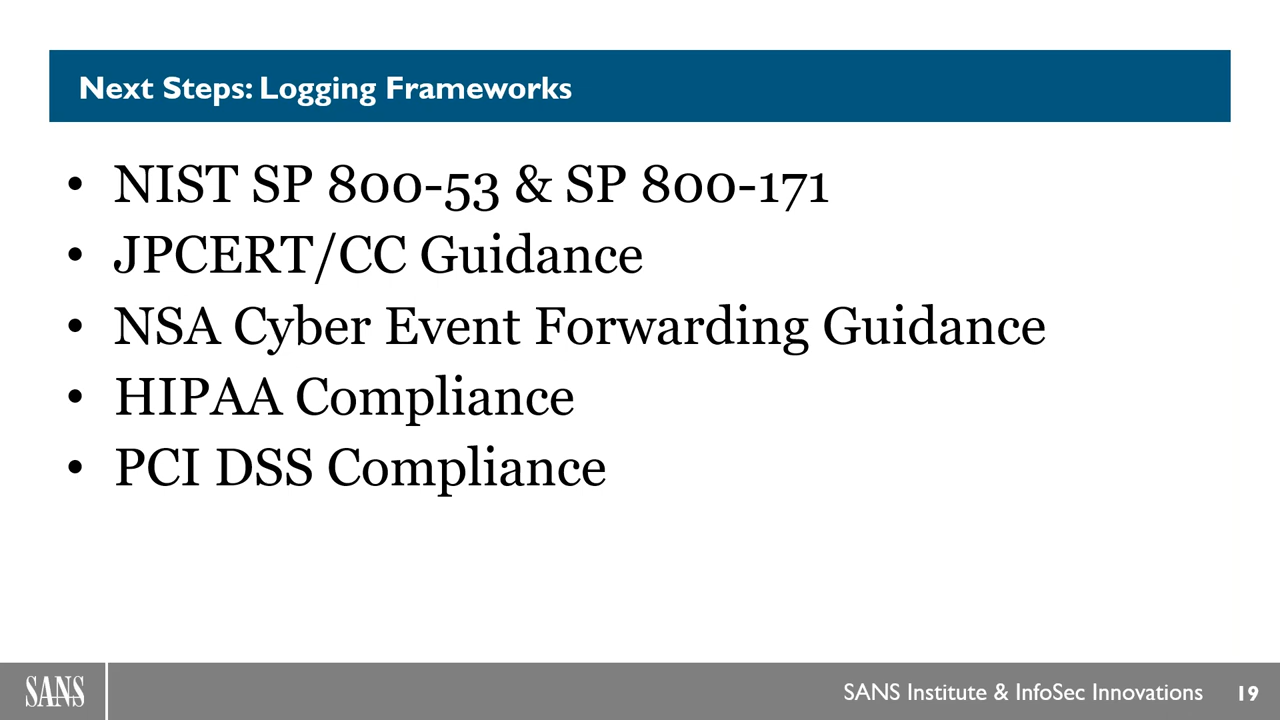 Next Steps: Logging Frameworks
• NIST SP 800-53 & SP 800-171
• JPCERT/CC Guidance
• NSA Cyber Event Forwarding Guidance
• HIPAA Compliance
• PCI DSS Compliance
SANS
SANS Institute & InfoSec Innovations
19